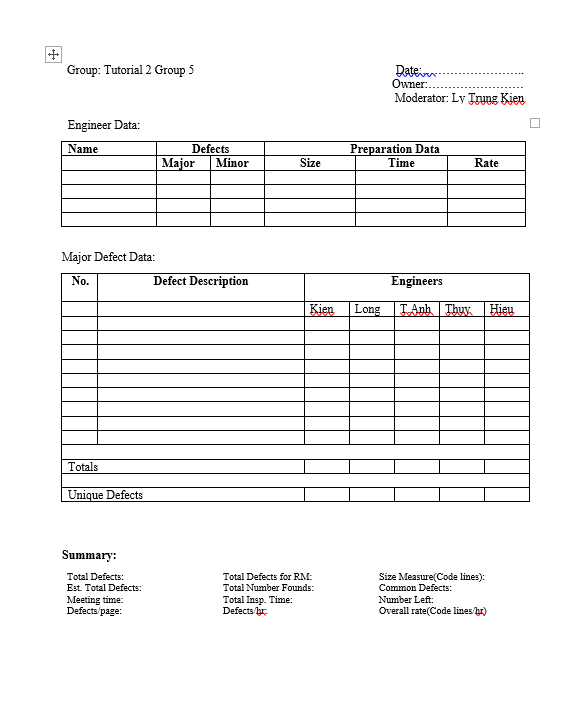 Group: Tutorial 2 Group 5 Date:……………………..
Owner:……………………
Moderator: Ly Trung Kien
Engineer Data:
Name Defects Preparation Data
Major Minor Size Time Rate
Major Defect Data:
No. Defect Description Engineers
Kien Long T.Anh Thuy Hieu
Totals
Unique Defects
Summary:
Total Defects: Total Defects for RM: Size Measure(Code lines):
Est. Total Defects: Total Number Founds: Common Defects:
Meeting time: Total Insp. Time: Number Left:
Defects/page: Defects/hr: Overall rate(Code lines/hr)